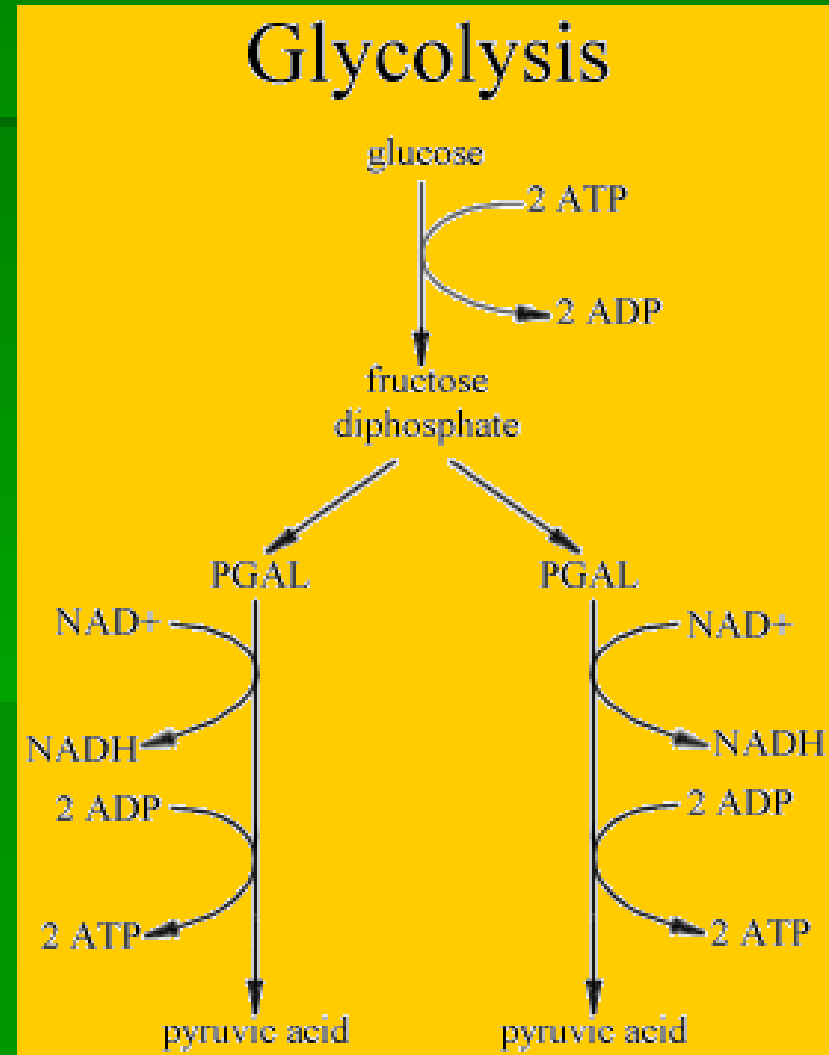 Glycolysis
glucose
2 ATP
2 ADP
fructose
diphosphate
PGAL PGAL
NAD+ NAD+
NADH NADH
2 ADP 2 ADP
2 ATP 2 ATP
pyruvic acid pyruvic acid